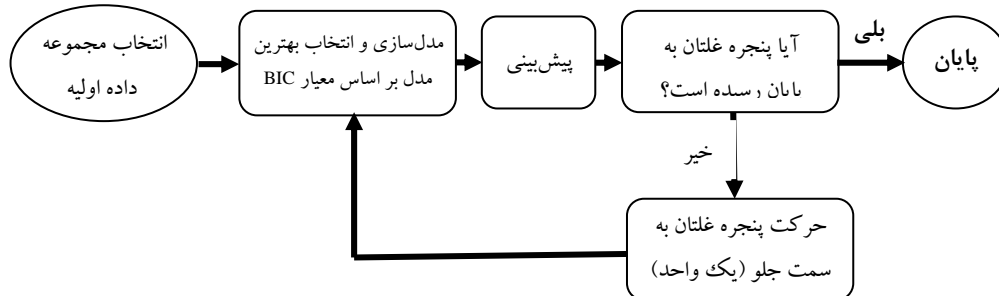 انتخاب مجموعه
داده اولیه
مدل‌سازی و انتخاب بهترین
مدل بر اساس معیار BIC
پیش‌بینی
آیا پنجره غلتان به
پایان رسیده است؟
بلی
پایان
خیر
حرکت پنجره غلتان به
سمت جلو (یک واحد)